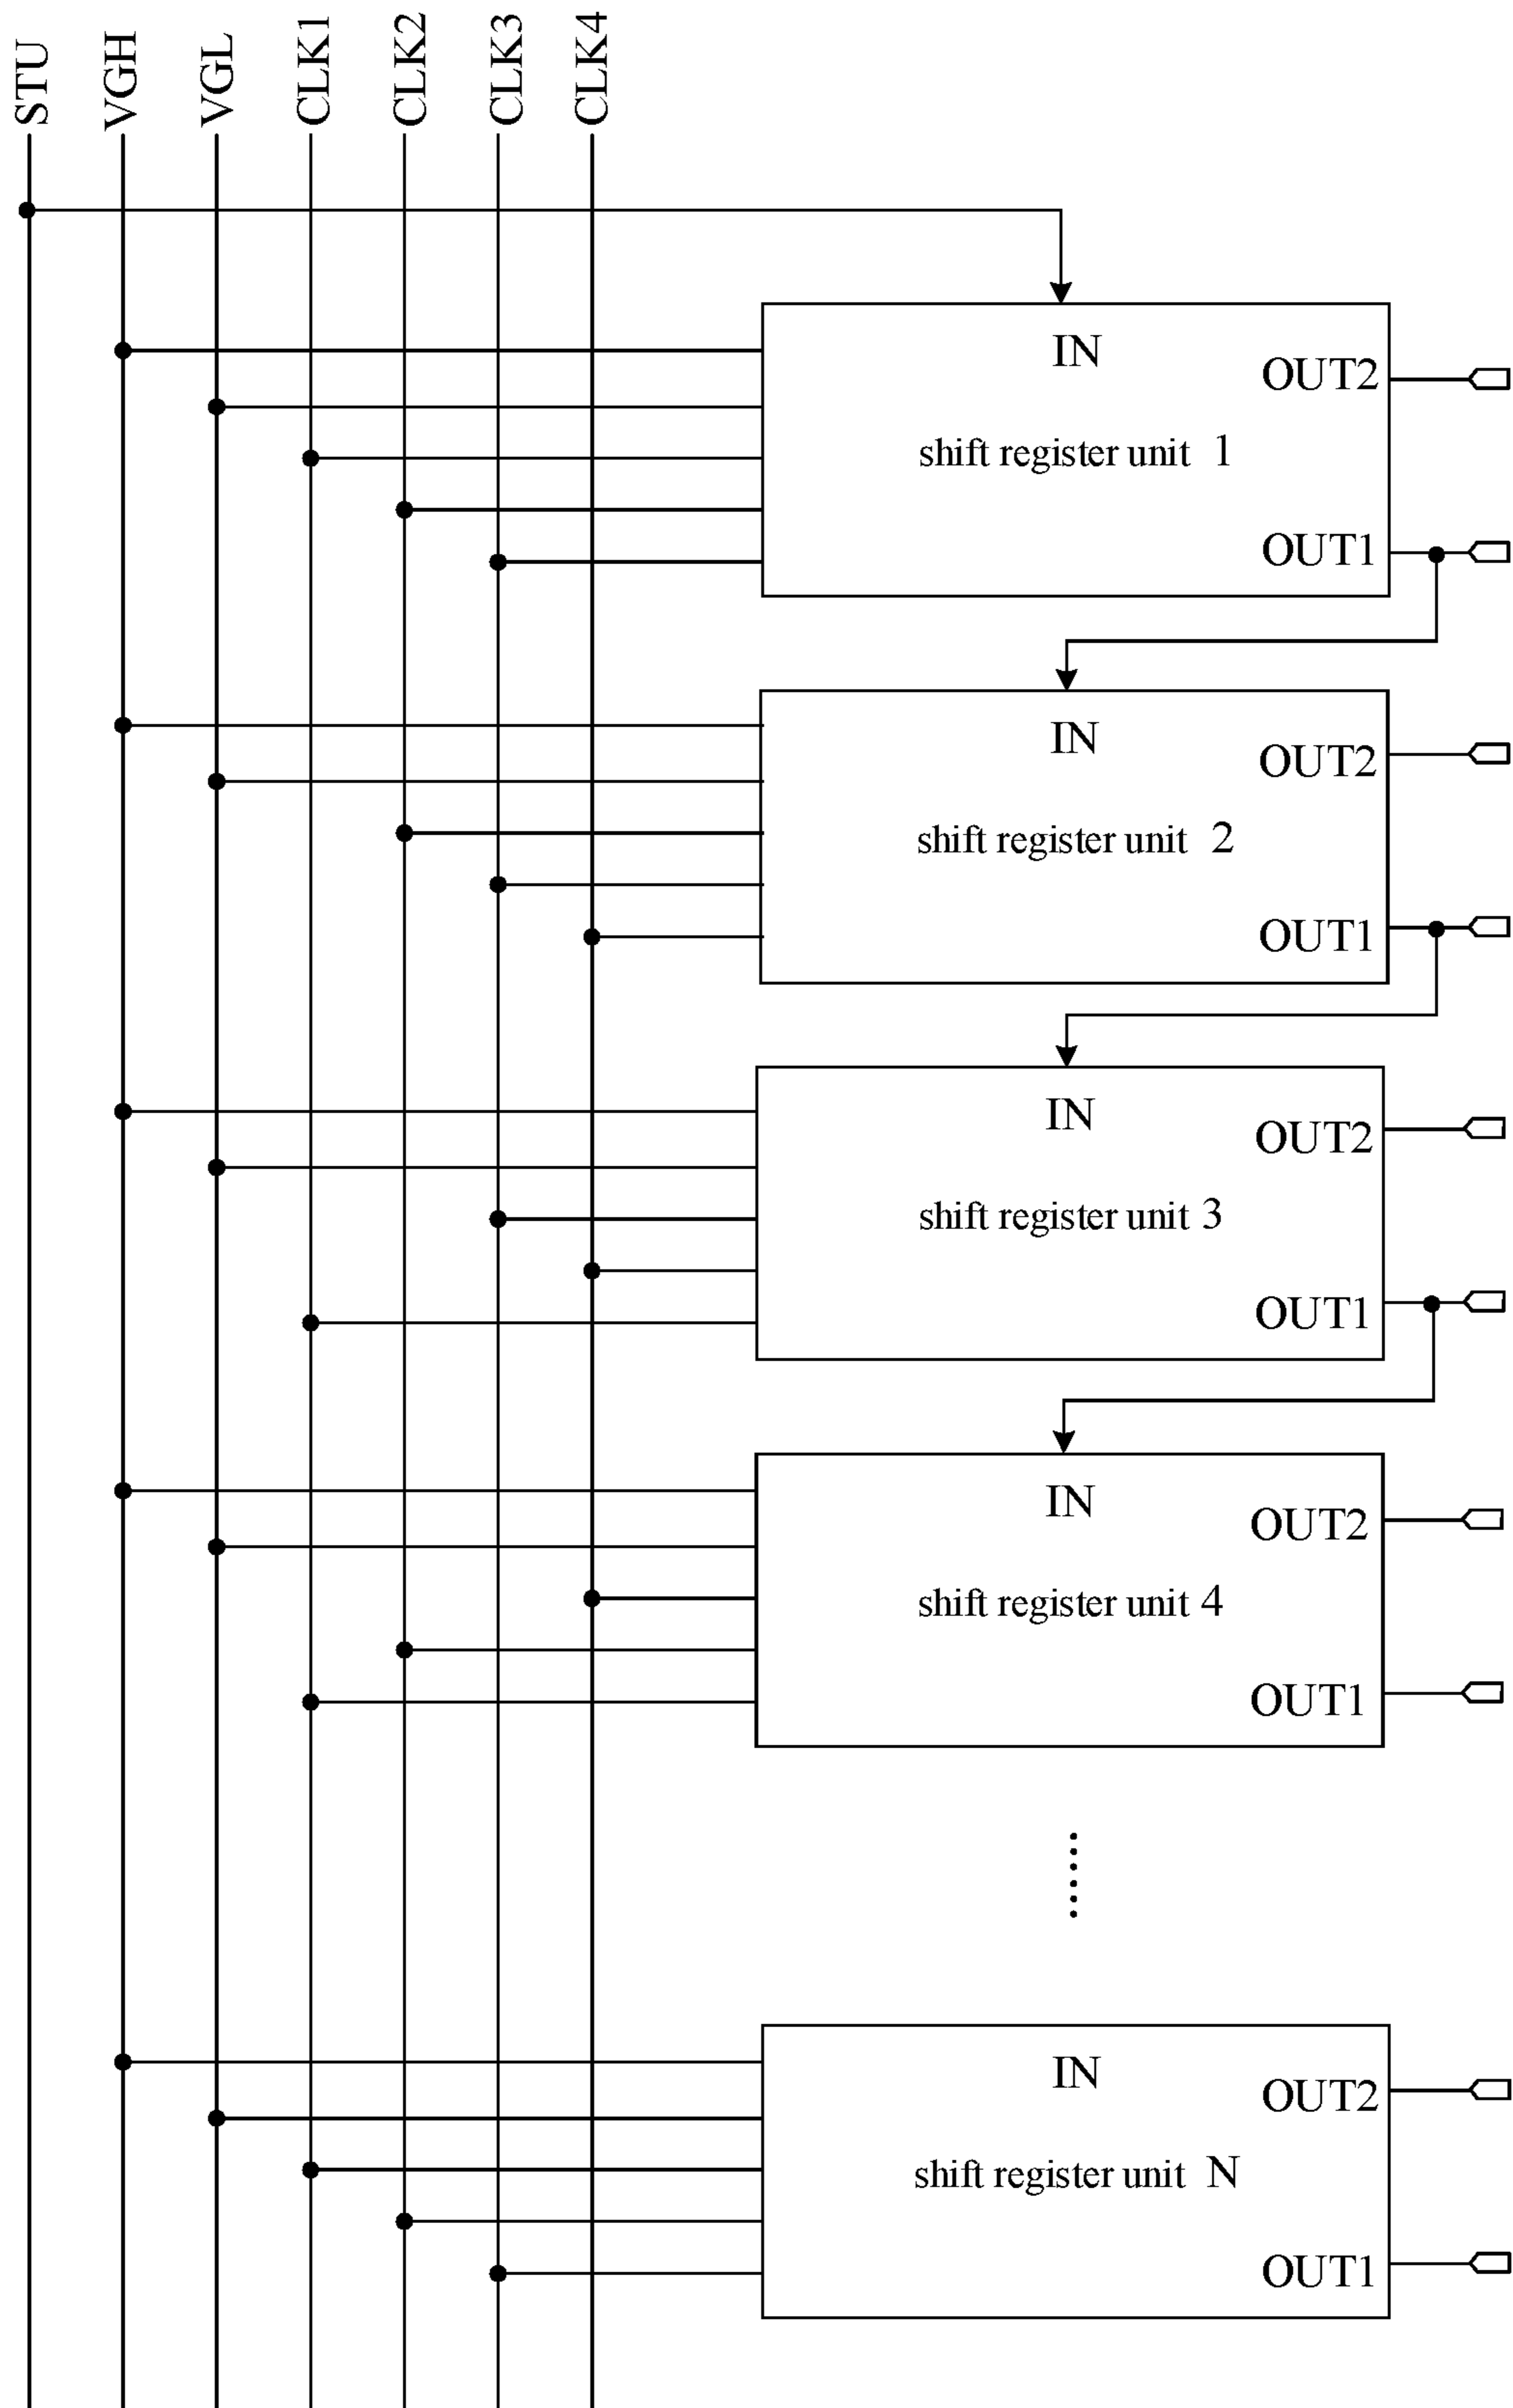 STU
VGH
VGL
CLK1
CLK2
CLK3
CLK4
IN
OUT2
shift register unit 1
OUT1
IN
OUT2
shift register unit 2
OUT1
IN
OUT2
shift register unit 3
OUT1
IN
OUT2
shift register unit 4
OUT1
IN
OUT2
shift register unit N
OUT1